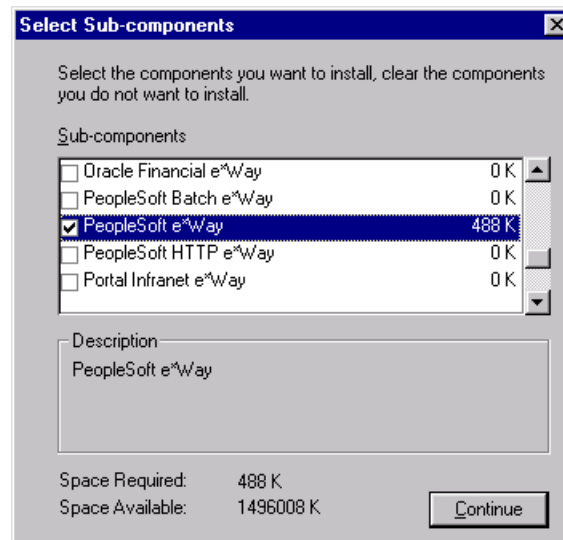 Select Sub-components
Select the components you want to install, clear the components
you do not want to install.
Sub-components
Oracle Financial e*Way 0 K
PeopleSoft Batch e*Way 0 K
PeopleSoft e*Way 488 K
PeopleSoft HTTP e*Way 0 K
Portal Infranet e*Way 0 K
Description
PeopleSoft e*Way
Space Required: 488 K
Space Available: 1496008 K
Continue